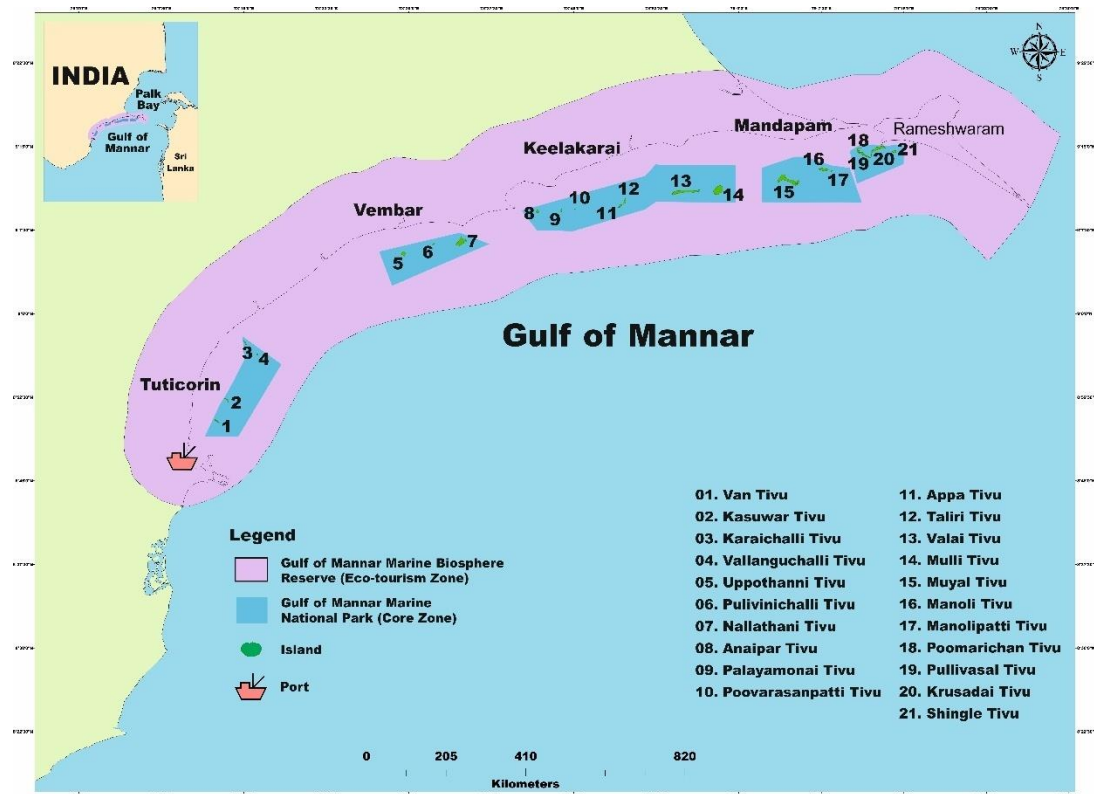 INDIA
Palk
Bay
Gulf of
Mannar
Sri
Lanka
N
W
E
S
Mandapam
Rameshwaram
Keelakarai
Vembar
Tuticorin
18
21
19
20
16
17
15
13
14
12
10
11
8
9
7
6
5
3
4
2
1
Gulf of Mannar
Legend
Gulf of Mannar Marine Biosphere
Reserve (Eco-tourism Zone)
Gulf of Mannar Marine
National Park (Core Zone)
Island
Port
01. Van Tivu
02. Kasuwar Tivu
03. Karaichalli Tivu
04. Vallanguchalli Tivu
05. Uppothanni Tivu
06. Pulivinichalli Tivu
07. Nallathani Tivu
08. Anaipar Tivu
09. Palayamonai Tivu
10. Poovarasanpatti Tivu
11. Appa Tivu
12. Taliri Tivu
13. Valai Tivu
14. Mulli Tivu
15. Muyal Tivu
16. Manoli Tivu
17. Manolipatti Tivu
18. Poomarichan Tivu
19. Pullivasal Tivu
20. Krusadai Tivu
21. Shingle Tivu
0 205 410 820
Kilometers